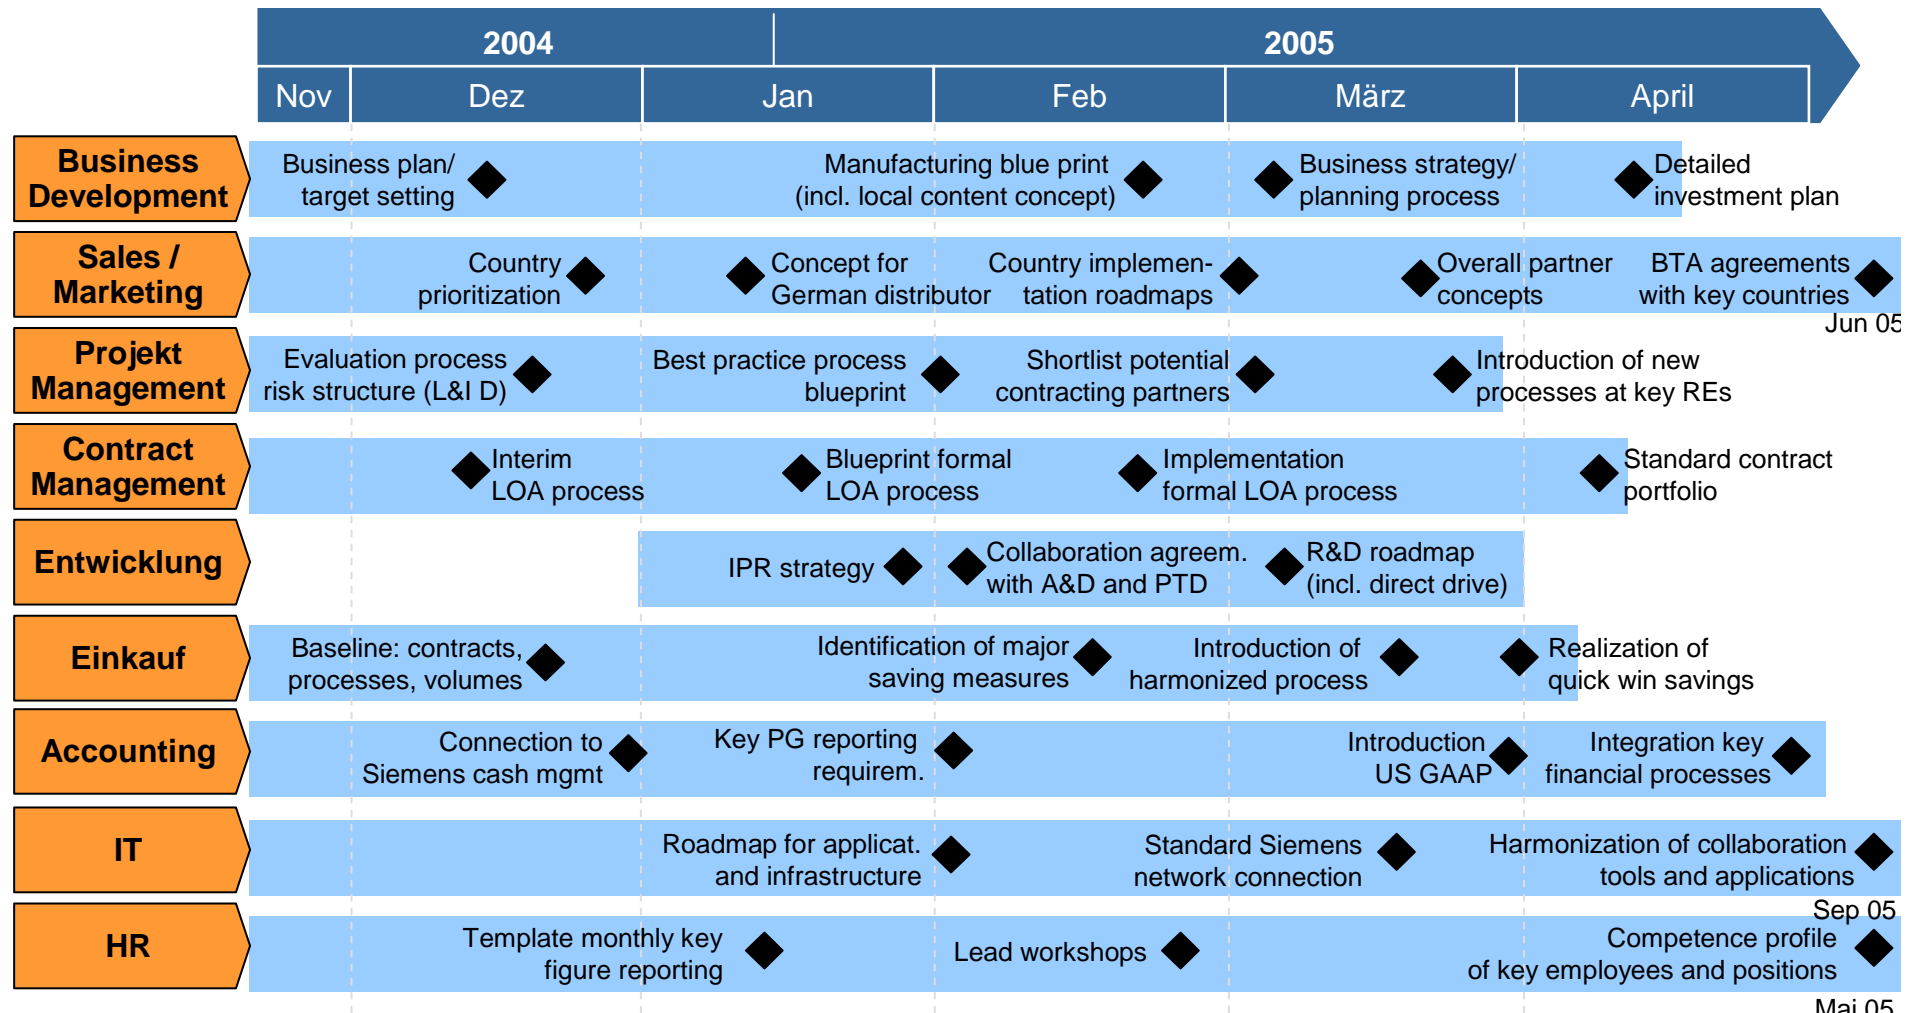 2004
2005
Nov
Dez
Jan
Feb
März
April
Business
Development
Business plan/
target setting
Manufacturing blue print
(incl. local content concept)
Business strategy/
planning process
Detailed
investment plan
Sales /
Marketing
Country
prioritization
Concept for
German distributor
Country implemen-
tation roadmaps
Overall partner
concepts
BTA agreements
with key countries
Jun 05
Projekt
Management
Evaluation process
risk structure (L&I D)
Best practice process
blueprint
Shortlist potential
contracting partners
Introduction of new
processes at key REs
Contract
Management
Interim
LOA process
Blueprint formal
LOA process
Implementation
formal LOA process
Standard contract
portfolio
Entwicklung
IPR strategy
Collaboration agreem.
with A&D and PTD
R&D roadmap
(incl. direct drive)
Einkauf
Baseline: contracts,
processes, volumes
Identification of major
saving measures
Introduction of
harmonized process
Realization of
quick win savings
Accounting
Connection to
Siemens cash mgmt
Key PG reporting
requirem.
Introduction
US GAAP
Integration key
financial processes
IT
Roadmap for applicat.
and infrastructure
Standard Siemens
network connection
Harmonization of collaboration
tools and applications
Sep 05
HR
Template monthly key
figure reporting
Lead workshops
Competence profile
of key employees and positions
Mai 05